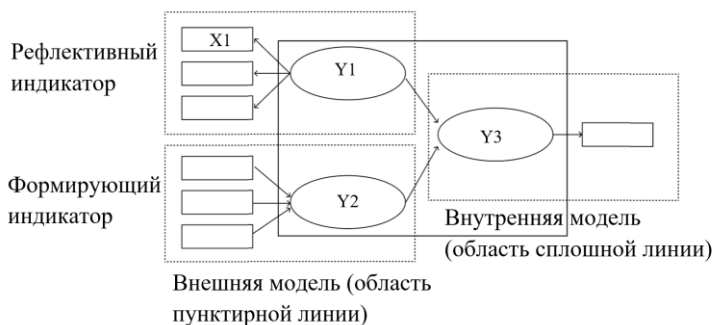 Рефлективный
индикатор
X1
Y1
Y3
Формирующий
индикатор
Y2
Внутренняя модель
(область сплошной линии)
Внешняя модель (область
пунктирной линии)